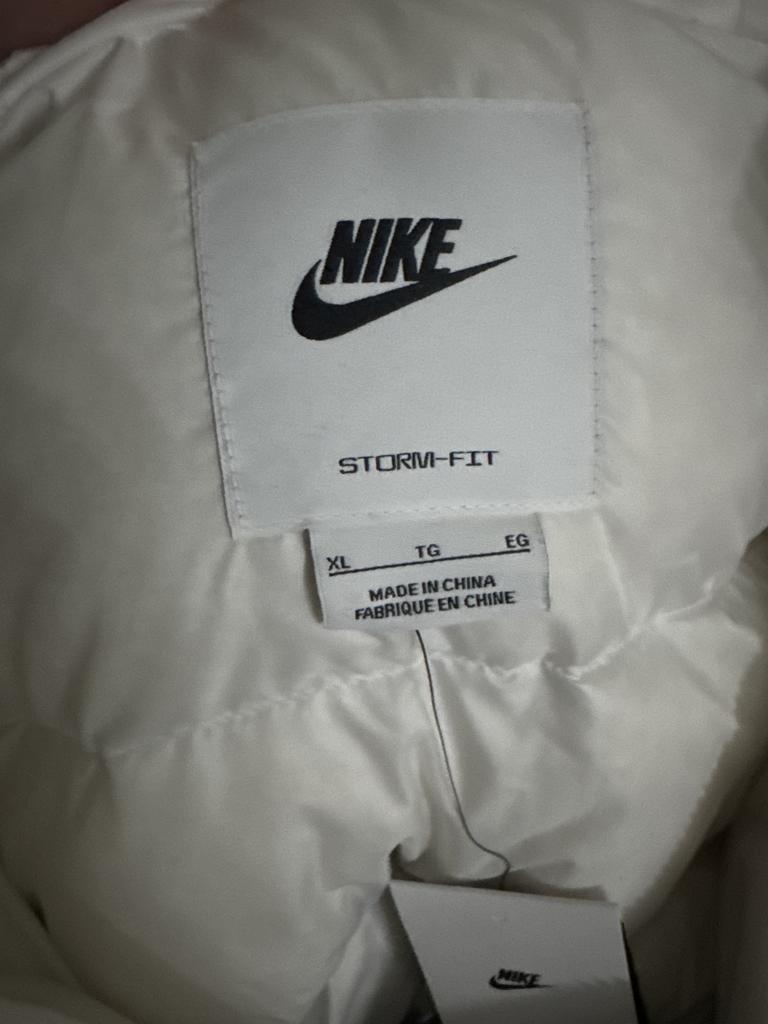 NIKE
STORM-FIT
XL TG EG
MADE IN CHINA
FABRIQUE EN CHINE
NIKE